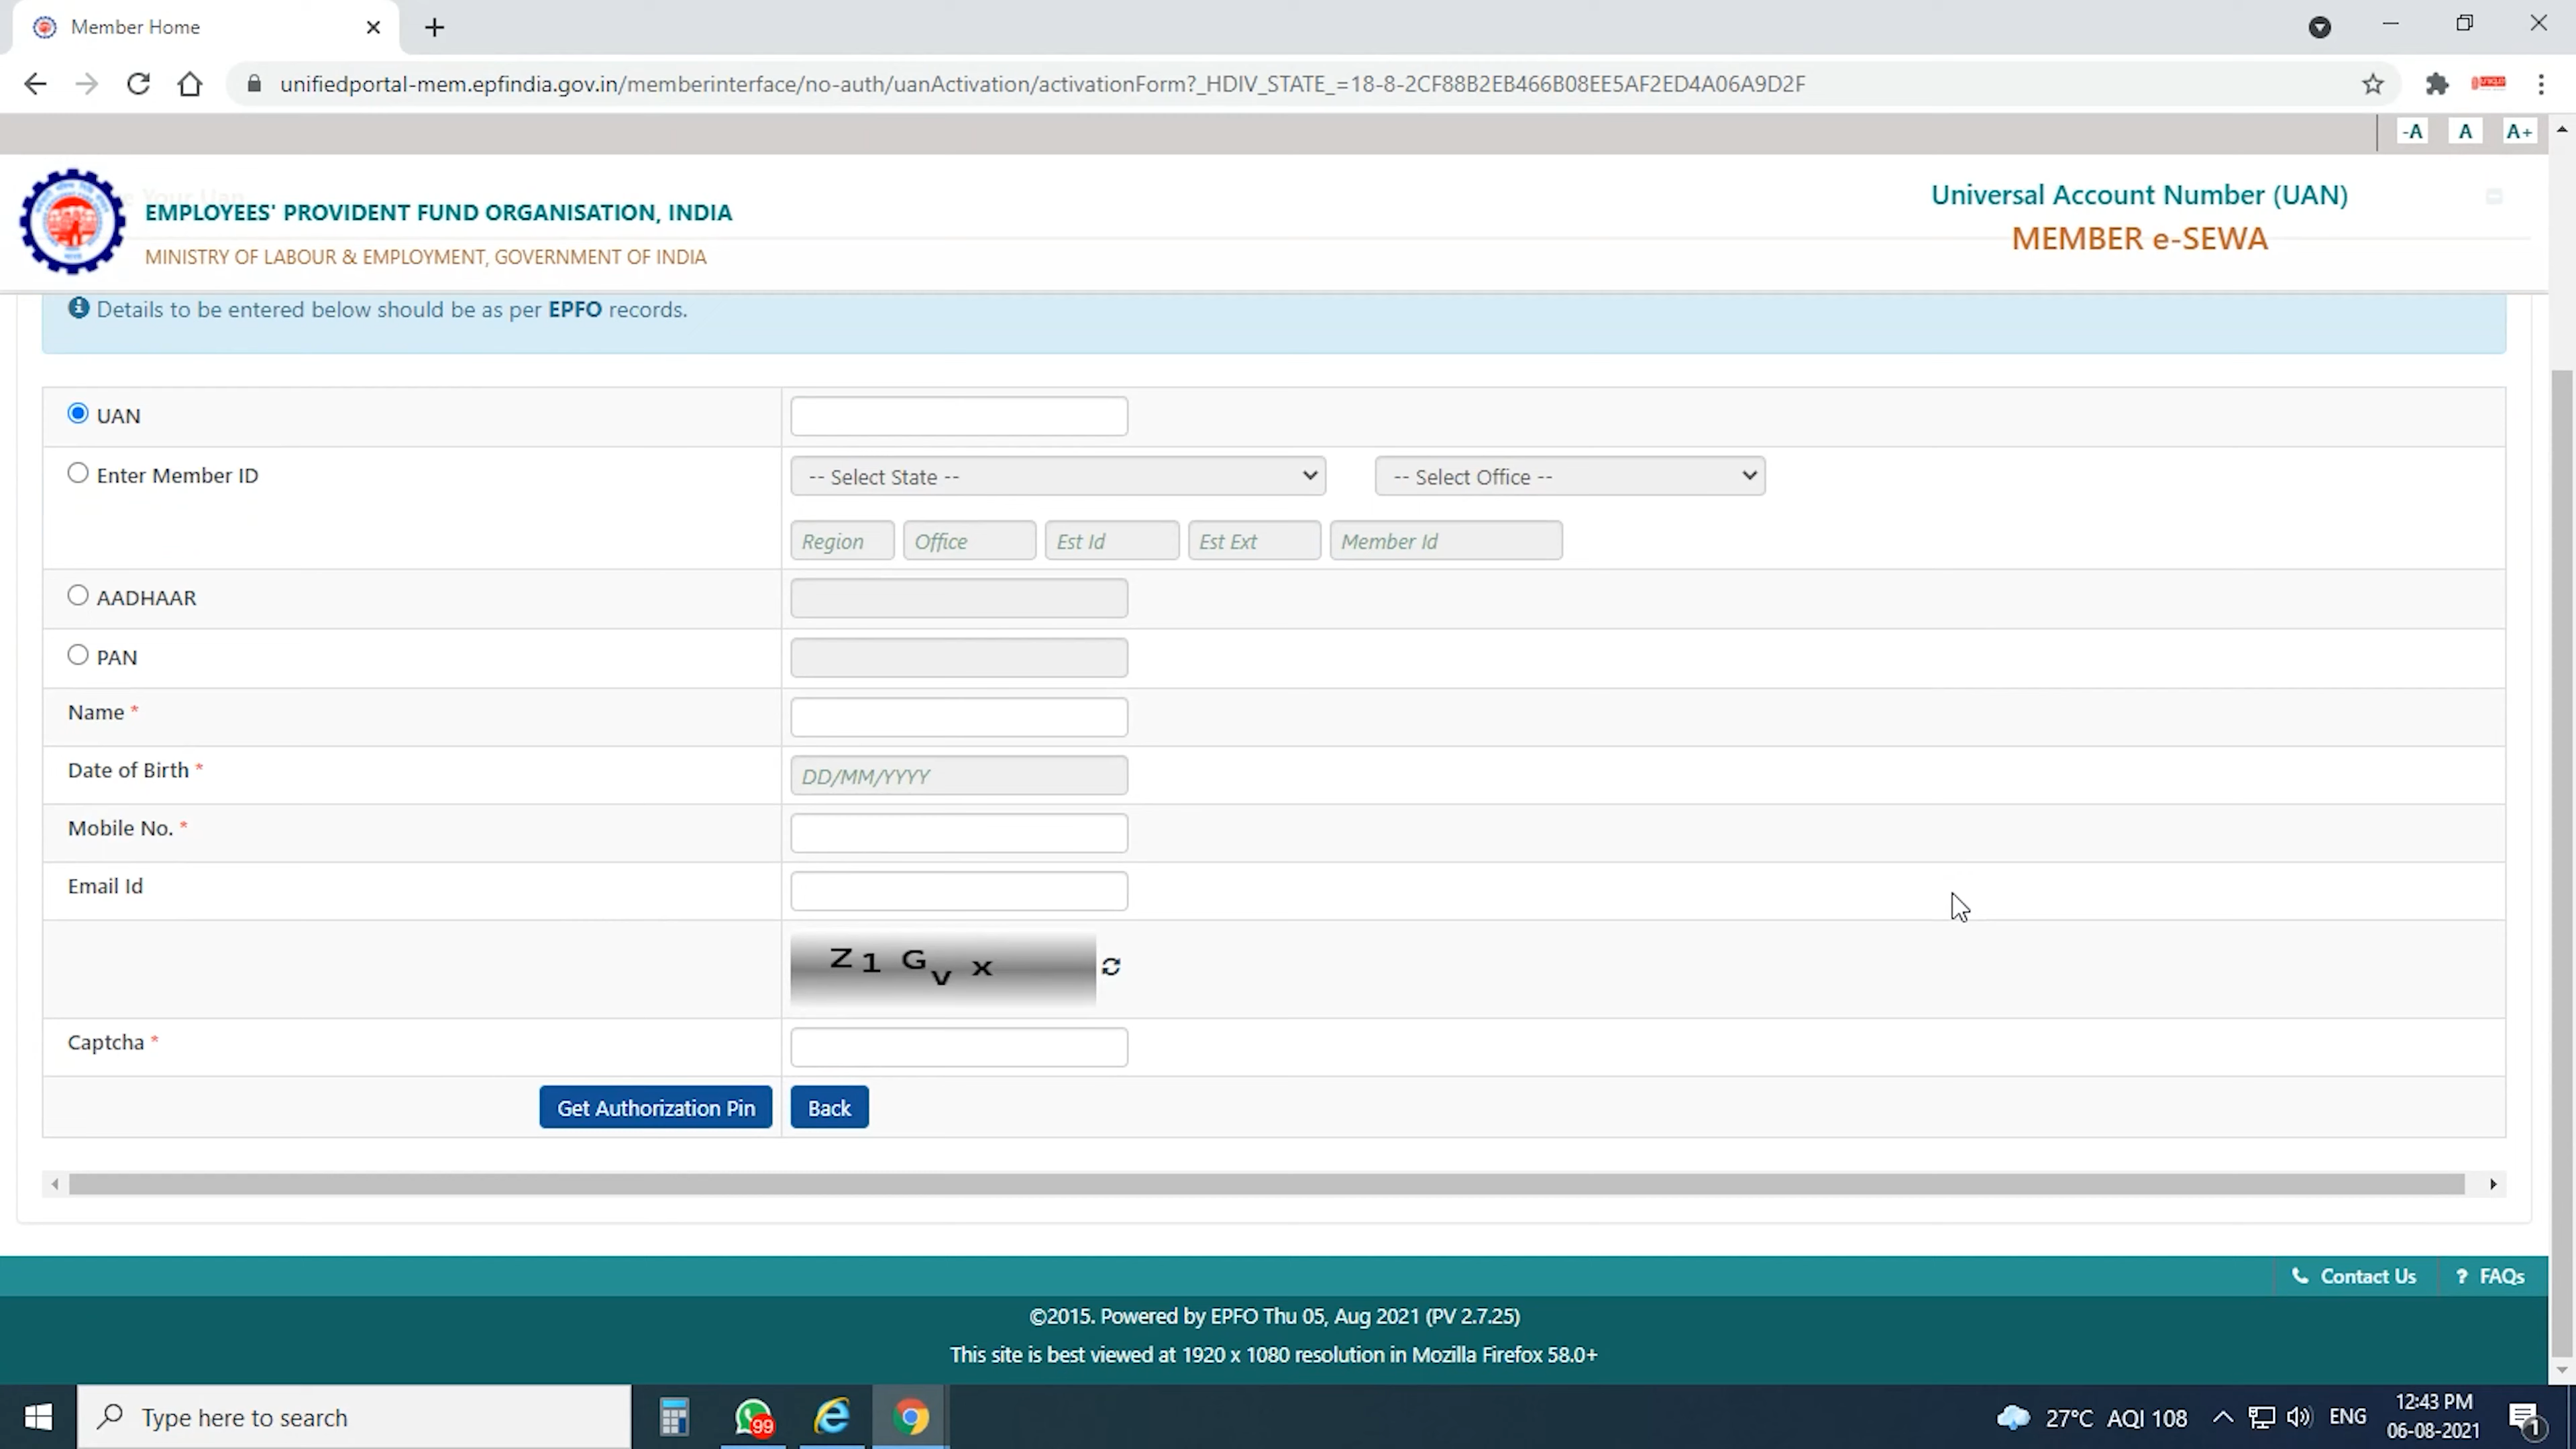 Member Home
unifiedportal-mem.epfindia.gov.in/memberinterface/no-auth/uanActivation/activationForm?_HDIV_STATE_=18-8-2CF88B2EB466B08EE5AF2ED4A06A9D2F
-A A A+
EMPLOYEES' PROVIDENT FUND ORGANISATION, INDIA
MINISTRY OF LABOUR & EMPLOYMENT, GOVERNMENT OF INDIA
Universal Account Number (UAN)
MEMBER e-SEWA
Details to be entered below should be as per EPFO records.
UAN
Enter Member ID
-- Select State -- -- Select Office --
Region Office Est Id Est Ext Member Id
AADHAAR
PAN
Name *
Date of Birth * DD/MM/YYYY
Mobile No. *
Email Id
Z 1 G v x
Captcha *
Get Authorization Pin Back
Contact Us ? FAQs
©2015. Powered by EPFO Thu 05, Aug 2021 (PV 2.7.25)
This site is best viewed at 1920 x 1080 resolution in Mozilla Firefox 58.0+
Type here to search
99
27°C AQI 108
ENG
12:43 PM
06-08-2021
1